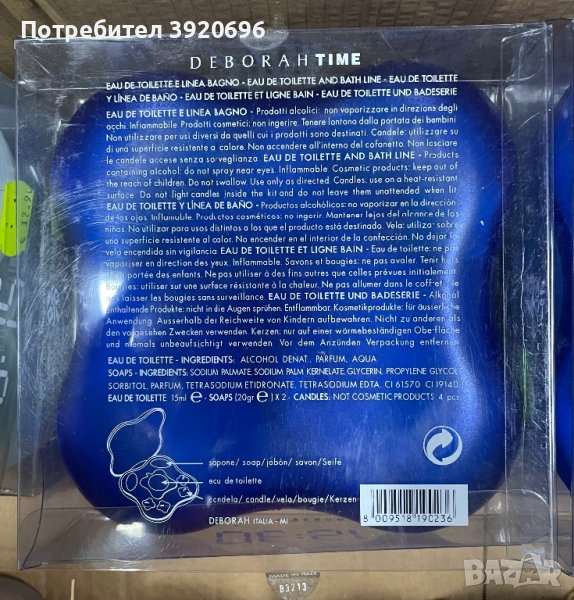 Потребител 3920696
DEBORAH TIME
EAU DE TOILETTE E LINEA BAGNO - EAU DE TOILETTE AND BATH LINE - EAU DE TOILETTE
Y LÍNEA DE BAÑO - EAU DE TOILETTE ET LIGNE BAIN - EAU DE TOILETTE UND BADESERIE
EAU DE TOILETTE E LINEA BAGNO - Prodotti alcolici: non vaporizzare in direzione degli
occhi. Infiammabile. Prodotti cosmetici: non ingerire. Tenere lontano dalla portata dei bambini.
Non utilizzare per usi diversi da quelli cui i prodotti sono destinati. Candele: utilizzare su
di una superficie resistente a calore. Non accendere all'interno del cofanetto. Non lasciare
le candele accese senza sorveglianza. EAU DE TOILETTE AND BATH LINE - Products
containing alcohol: do not spray near eyes. Inflammable. Cosmetic products: keep out of
the reach of children. Do not swallow. Use only as directed. Candles: use on a heat-resistant
surface. Do not light candles inside the kit and do not leave them unattended when lit.
EAU DE TOILETTE Y LÍNEA DE BAÑO - Productos alcohólicos: no vaporizar en la dirección
de los ojos. Inflamable. Productos cosméticos: no ingerir. Mantener lejos del alcance de los
niños. No utilizar para usos distintos a los que el producto está destinado. Vela: utilizar sobre
una superficie resistente al calor. No encender en el interior de la confección. No dejar la
vela encendida sin vigilancia. EAU DE TOILETTE ET LIGNE BAIN - Eau de toilette: ne pas
vaporiser en direction des yeux. Inflammable. Savons et bougies: ne pas avaler. Tenir hors
de portée des enfants. Ne pas utiliser à des fins autres que celles prévues initialement.
Bougies: utiliser sur une surface résistante à la chaleur. Ne pas allumer dans le coffret. Ne
pas laisser les bougies sans surveillance. EAU DE TOILETTE UND BADESERIE - Alkohol
enthaltende Produkte: nicht in die Augen sprühen. Entflammbar. Kosmetikprodukte: für äusserliche
Anwendung. Ausserhalb der Reichweite von Kindern aufbewahren. Nicht zu anderen als den
vorgesehenen Zwecken verwenden. Kerzen: nur auf einer wärmebeständigen Oberfläche
und niemals unbeaufsichtigt verwenden. Vor dem Anzünden Verpackung entfernen.
EAU DE TOILETTE - INGREDIENTS: ALCOHOL DENAT., PARFUM, AQUA
SOAPS - INGREDIENTS: SODIUM PALMATE, SODIUM PALM KERNELATE, GLYCERIN, PROPYLENE GLYCOL,
SORBITOL, PARFUM, TETRASODIUM ETIDRONATE, TETRASODIUM EDTA. CI 61570 CI 19140
EAU DE TOILETTE 15ml ℮ - SOAPS (20gr ℮) X 2 - CANDLES: NOT COSMETIC PRODUCTS 4 pcs
sapone/soap/jabón/savon/Seife
eau de toilette
candela/candle/vela/bougie/Kerzen
DEBORAH ITALIA - MI
8 009518 190236
MADE IN ITALY
B3213
BAZAR